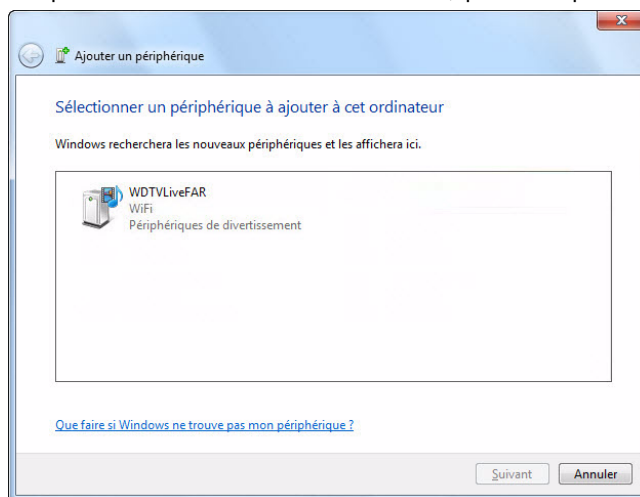 Ajouter un périphérique
Sélectionner un périphérique à ajouter à cet ordinateur
Windows recherchera les nouveaux périphériques et les affichera ici.
WDTVLiveFAR
WiFi
Périphériques de divertissement
Que faire si Windows ne trouve pas mon périphérique ?
Suivant
Annuler